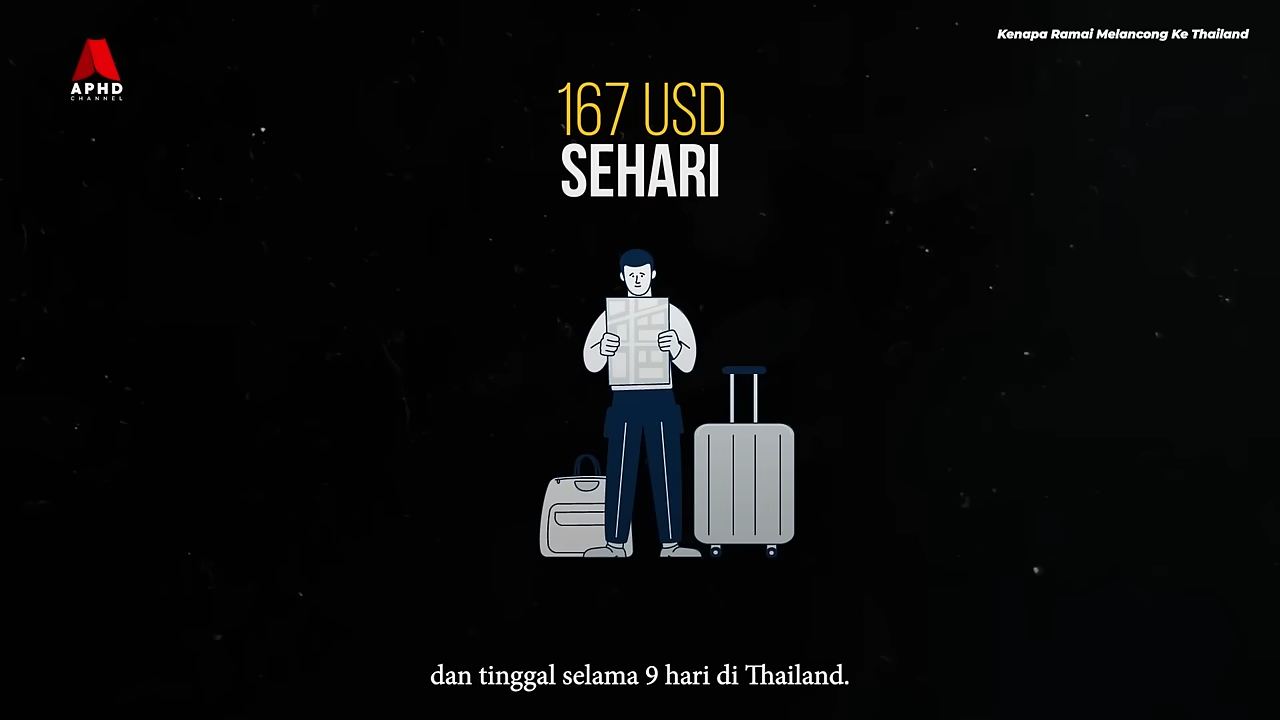 APHD
CHANNEL
Kenapa Ramai Melancong Ke Thailand
167 USD
SEHARI
dan tinggal selama 9 hari di Thailand.